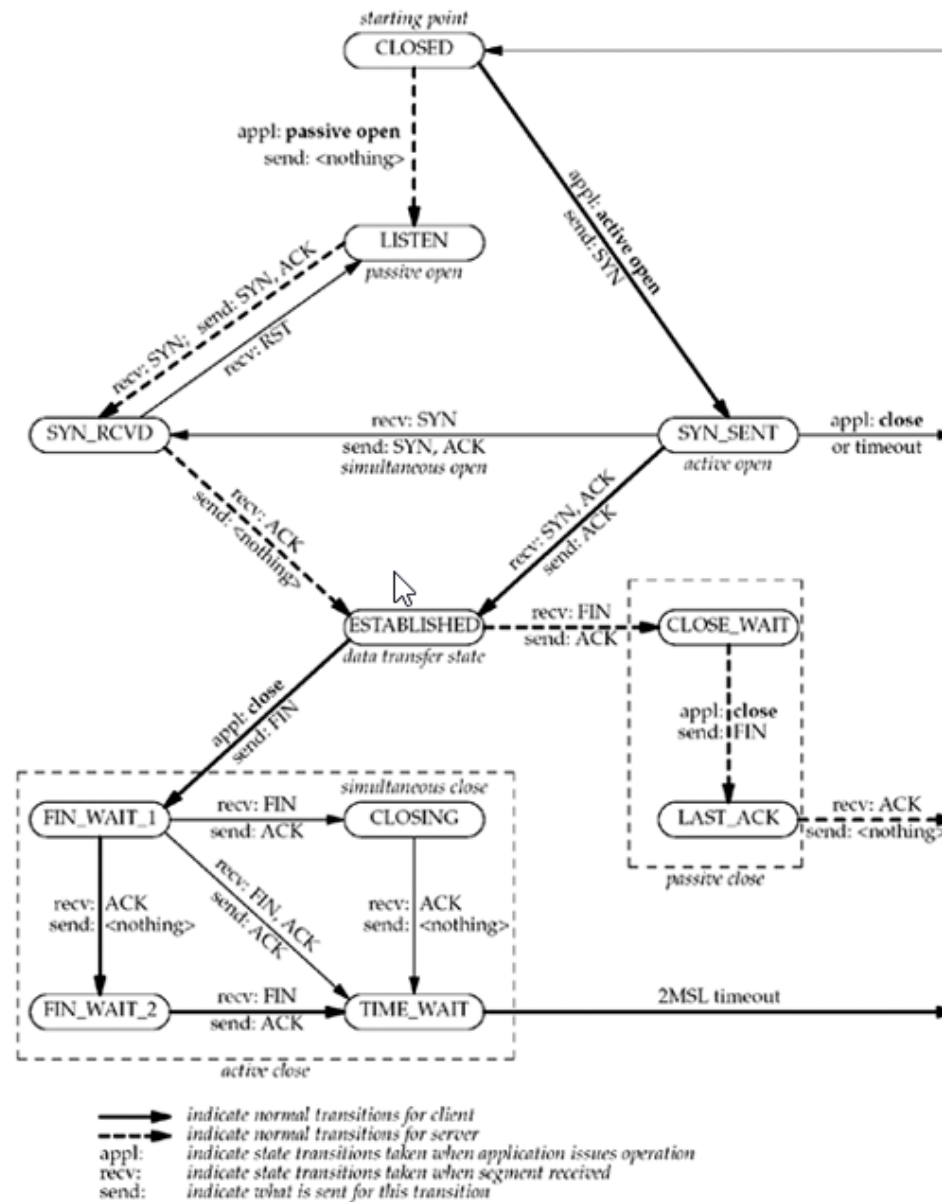 starting point
CLOSED
appl: passive open
send: <nothing>
appl: active open
send: SYN
LISTEN
passive open
recv: SYN; send: SYN, ACK
recv: RST
SYN_RCVD
recv: SYN
send: SYN, ACK
simultaneous open
SYN_SENT
active open
appl: close
or timeout
recv: ACK
send: <nothing>
recv: SYN, ACK
send: ACK
ESTABLISHED
data transfer state
recv: FIN
send: ACK
CLOSE_WAIT
appl: close
send: FIN
appl: close
send: FIN
simultaneous close
FIN_WAIT_1
recv: FIN
send: ACK
CLOSING
LAST_ACK
recv: ACK
send: <nothing>
passive close
recv: ACK
send: <nothing>
recv: FIN, ACK
send: ACK
recv: ACK
send: <nothing>
FIN_WAIT_2
recv: FIN
send: ACK
TIME_WAIT
2MSL timeout
active close
indicate normal transitions for client
indicate normal transitions for server
appl: indicate state transitions taken when application issues operation
recv: indicate state transitions taken when segment received
send: indicate what is sent for this transition